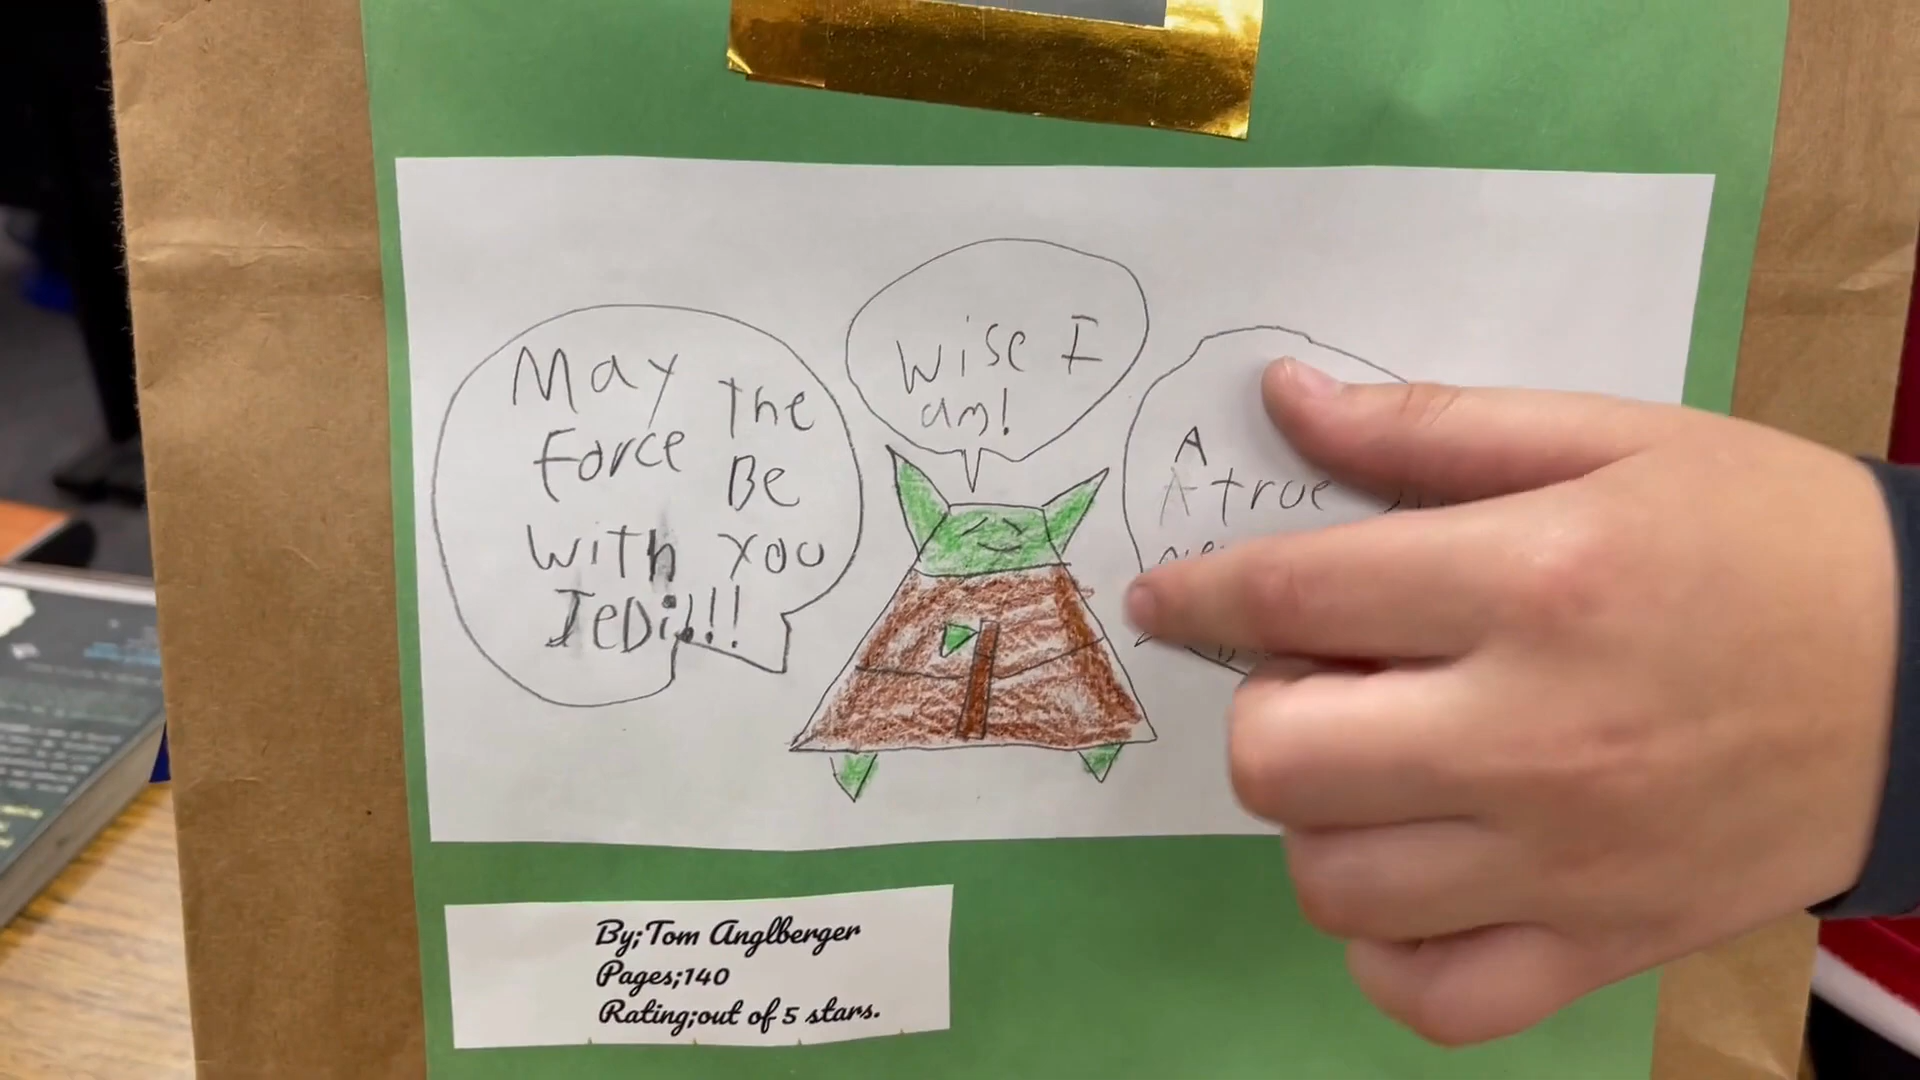 May The
Force Be
With You
JeDi!!!
Wise I
am!
A
A true
By;Tom Anglberger
Pages;140
Rating;out of 5 stars.